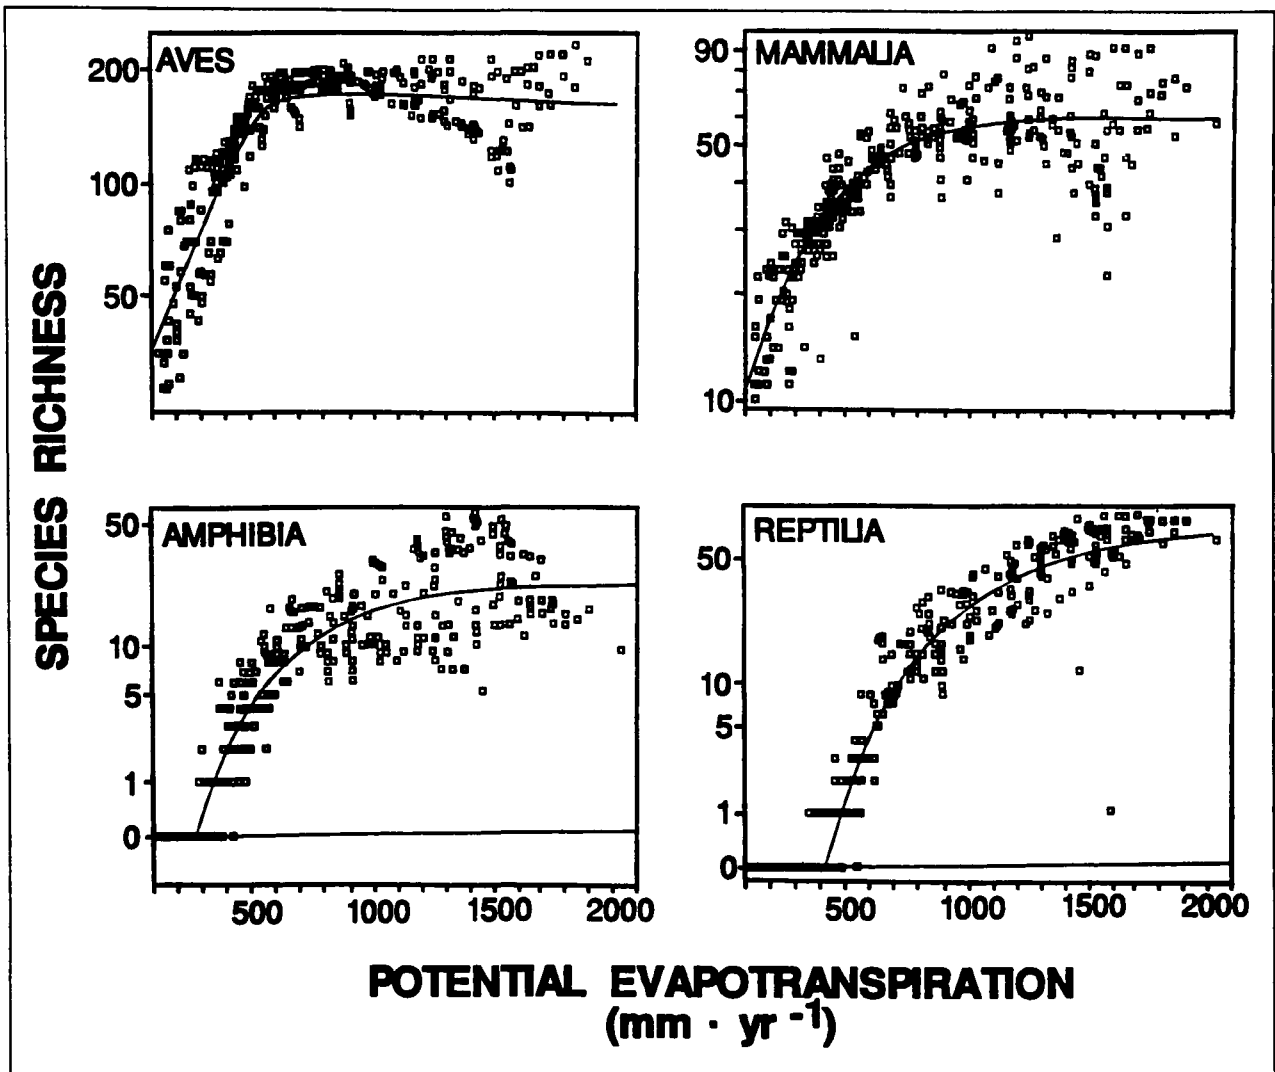 AVES
200
100
50
MAMMALIA
90
50
10
SPECIES RICHNESS
AMPHIBIA
50
10
5
1
0
500 1000 1500 2000
REPTILIA
50
10
5
1
0
500 1000 1500 2000
POTENTIAL EVAPOTRANSPIRATION
(mm · yr -1)